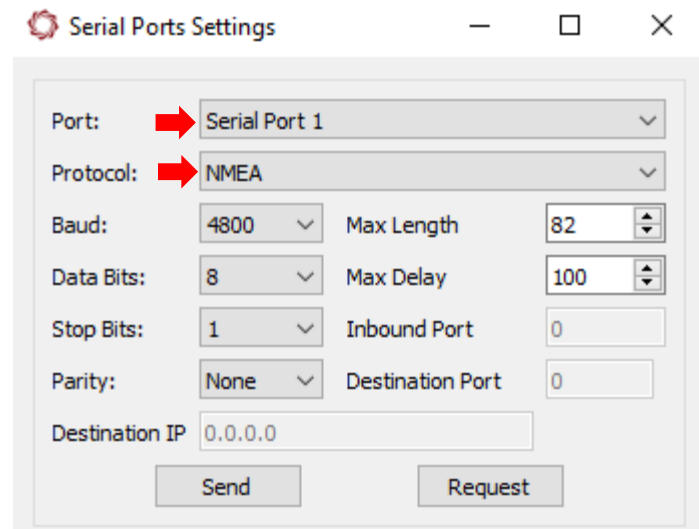 Serial Ports Settings
Port: Serial Port 1
Protocol: NMEA
Baud: 4800 Max Length 82
Data Bits: 8 Max Delay 100
Stop Bits: 1 Inbound Port 0
Parity: None Destination Port 0
Destination IP 0.0.0.0
Send Request